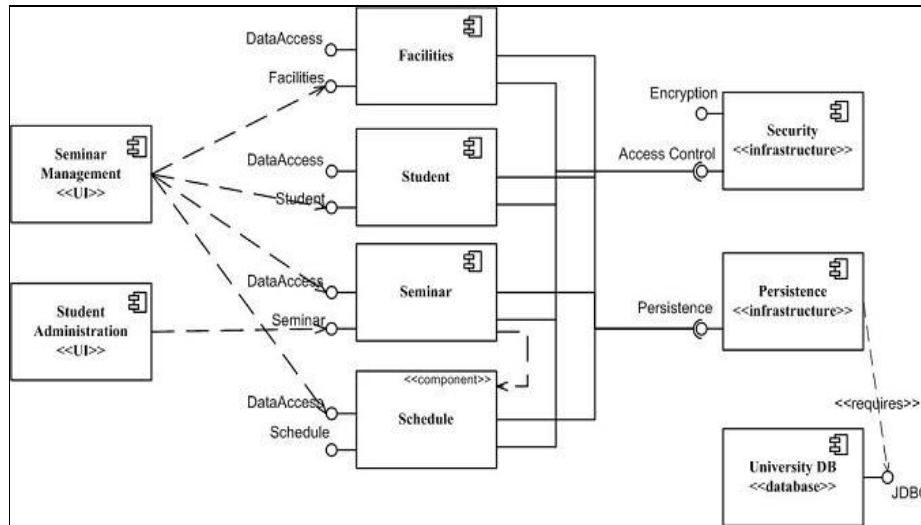 DataAccess
Facilities
Facilities
Encryption
Security
<<infrastructure>>
Access Control
Seminar
Management
<<UI>>
DataAccess
Student
Student
DataAccess
Seminar
Seminar
Student
Administration
<<UI>>
Persistence
Persistence
<<infrastructure>>
<<component>>
DataAccess
Schedule
Schedule
<<requires>>
University DB
<<database>>